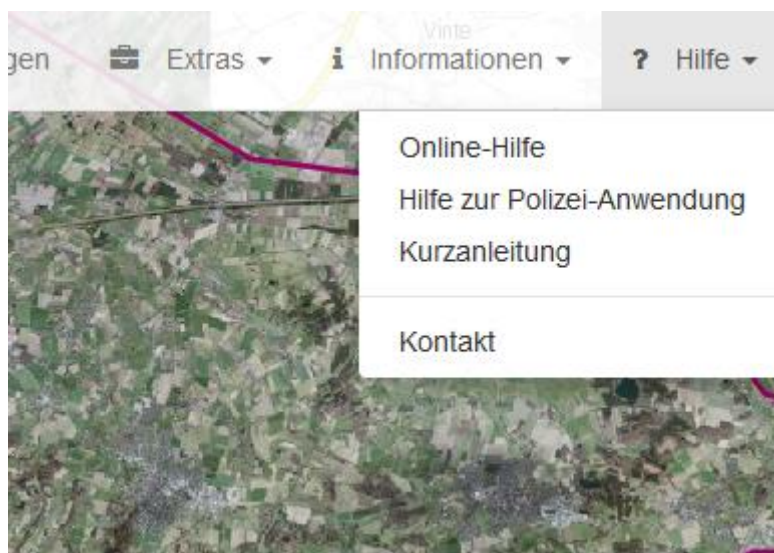 Vinte
gen Extras Informationen ? Hilfe
Online-Hilfe
Hilfe zur Polizei-Anwendung
Kurzanleitung
Kontakt